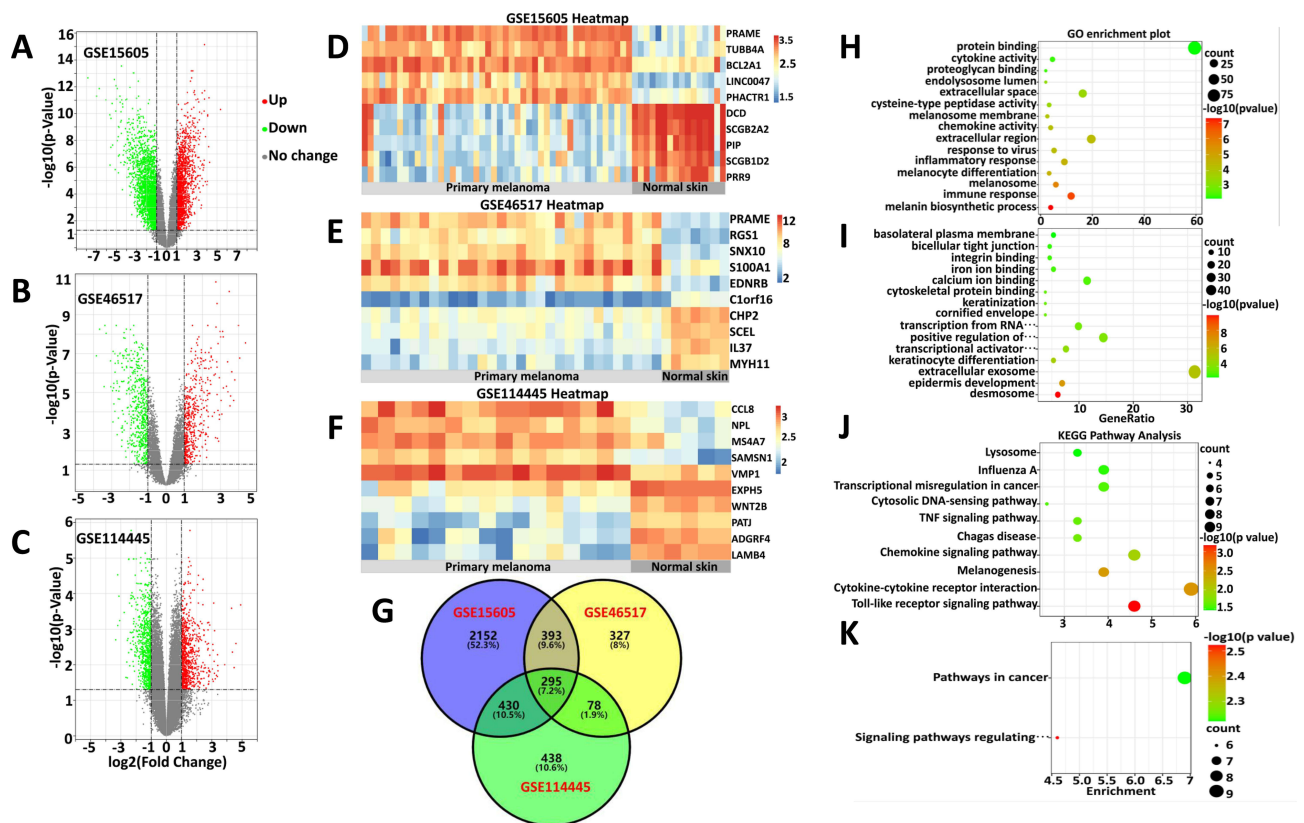 A
GSE15605
16
14
13
11
10
8
7
5
4
2
1
-log10(p-Value)
-7
-5
-3
-1
0
1
3
5
7
Up
Down
No change
B
GSE46517
11
9
7
5
3
1
-log10(p-Value)
-5
-3
-1
0
1
3
5
C
GSE114445
6
5
4
3
2
1
0
-log10(p-Value)
-5
-3
-1
0
1
3
5
log2(Fold Change)
D
GSE15605 Heatmap
PRAME
TUBB4A
BCL2A1
LINC0047
PHACTR1
DCD
SCGB2A2
PIP
SCGB1D2
PRR9
3.5
2.5
1.5
Primary melanoma
Normal skin
E
GSE46517 Heatmap
PRAME
RGS1
SNX10
S100A1
EDNRB
C1orf16
CHP2
SCEL
IL37
MYH11
12
10
8
6
4
2
Primary melanoma
Normal skin
F
GSE114445 Heatmap
CCL8
NPL
MS4A7
SAMSN1
VMP1
EXPH5
WNT2B
PATJ
ADGRF4
LAMB4
3
2.5
2
Primary melanoma
Normal skin
G
GSE15605
GSE46517
2152
(52.3%)
393
(9.6%)
327
(8%)
295
(7.2%)
430
(10.5%)
78
(1.9%)
438
(10.6%)
GSE114445
H
GO enrichment plot
protein binding
cytokine activity
proteoglycan binding
endolysosome lumen
extracellular space
cysteine-type peptidase activity
melanosome membrane
chemokine activity
extracellular region
response to virus
inflammatory response
melanocyte differentiation
melanosome
immune response
melanin biosynthetic process
0
20
40
60
count
25
50
75
-log10(pvalue)
7
6
5
4
3
2
I
basolateral plasma membrane
bicellular tight junction
integrin binding
iron ion binding
calcium ion binding
cytoskeletal protein binding
keratinization
cornified envelope
transcription from RNA
positive regulation of
transcriptional activator
keratinocyte differentiation
extracellular exosome
epidermis development
desmosome
10
20
30
GeneRatio
count
10
20
30
40
-log10(pvalue)
8
6
4
J
KEGG Pathway Analysis
Lysosome
Influenza A
Transcriptional misregulation in cancer
Cytosolic DNA-sensing pathway
TNF signaling pathway
Chagas disease
Chemokine signaling pathway
Melanogenesis
Cytokine-cytokine receptor interaction
Toll-like receptor signaling pathway
3
4
5
6
count
4
5
6
7
8
9
-log10(p value)
3.0
2.5
2.0
1.5
K
Pathways in cancer
Signaling pathways regulating
4.5
5.0
5.5
6.0
6.5
7
Enrichment
-log10(p value)
2.5
2.4
2.3
2.2
count
6
7
8
9